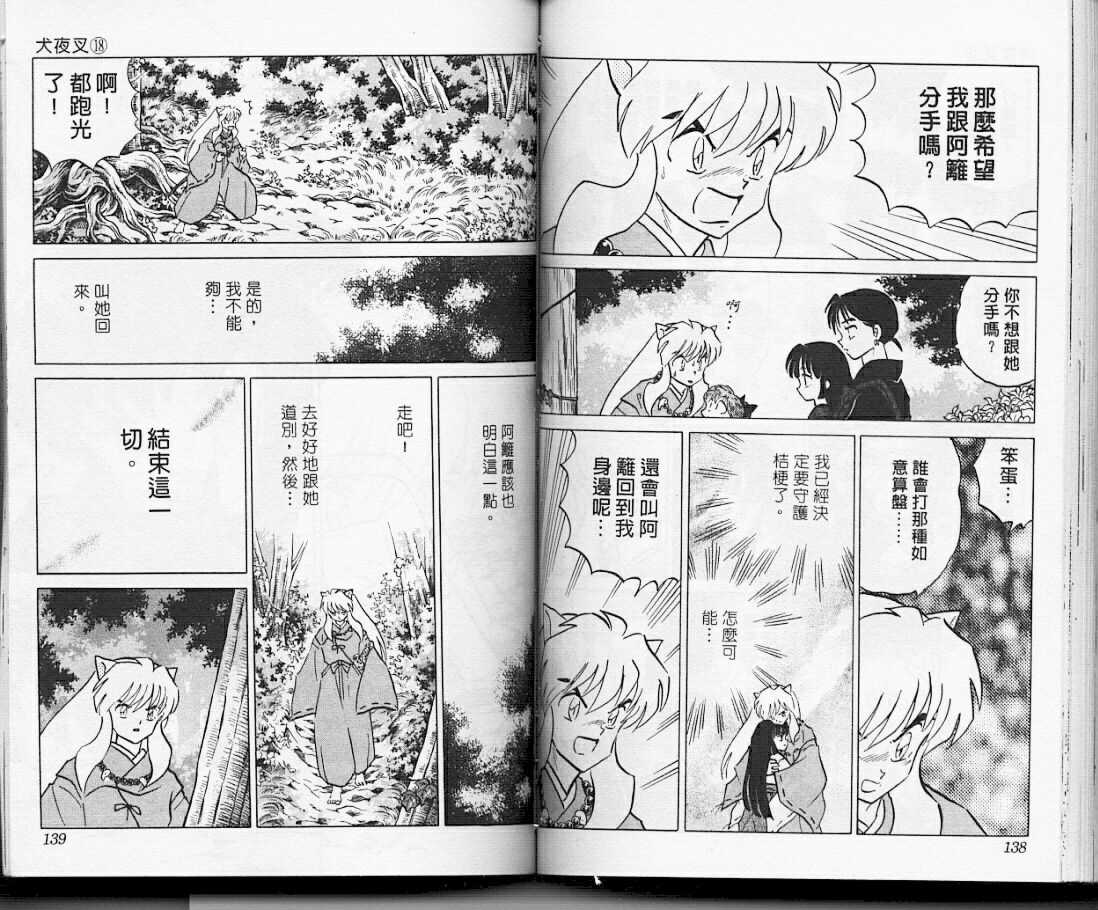 那麼希望
我跟阿籬
分手嗎?
你不想跟她
分手嗎?
啊…
笨蛋…
誰會打那種如
意算盤……
我已經決
定要守護
桔梗了。
怎麼可
能…
還會叫阿
籬回到我
身邊呢…
138
犬夜叉⑱
啊!
都跑光
了!
是的,
我不能
夠…
叫她回
來。
阿籬應該也
明白這一點。
走吧!
去好好地跟她
道別,然後…
結束這一
切。
139